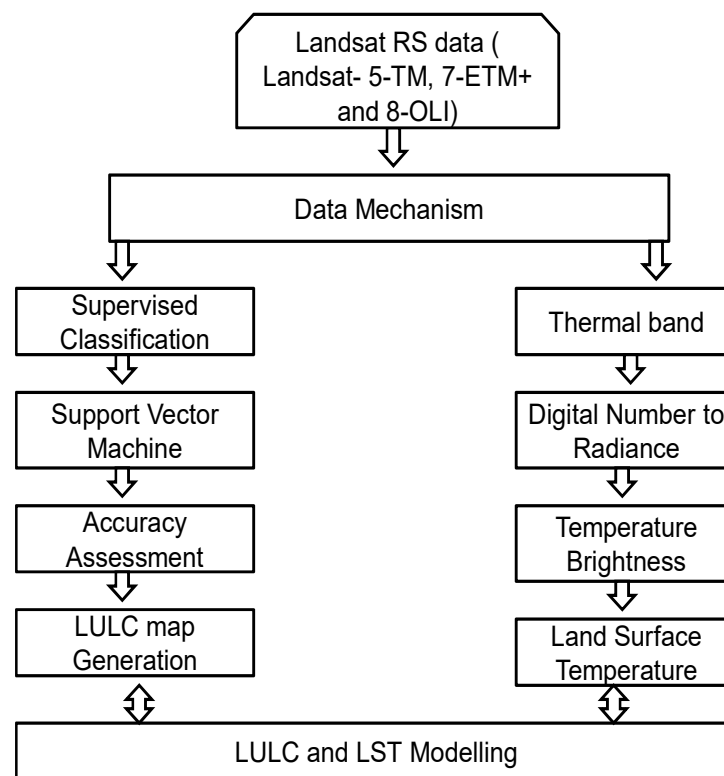 Landsat RS data (
Landsat- 5-TM, 7-ETM+
and 8-OLI)
Data Mechanism
Supervised
Classification
Support Vector
Machine
Accuracy
Assessment
LULC map
Generation
Thermal band
Digital Number to
Radiance
Temperature
Brightness
Land Surface
Temperature
LULC and LST Modelling